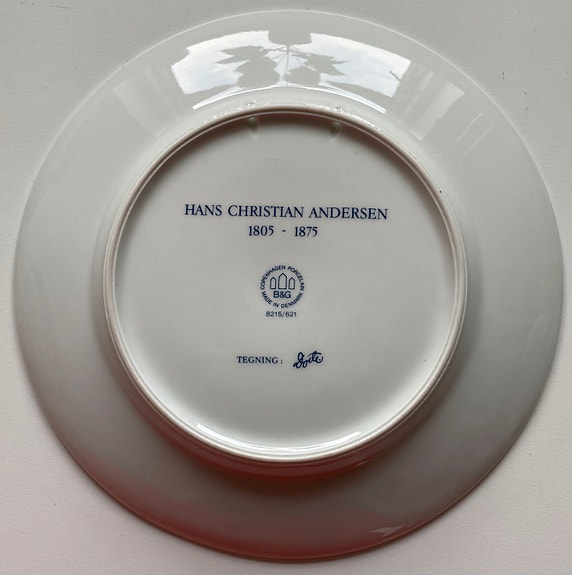 HANS CHRISTIAN ANDERSEN
1805 - 1875
COPENHAGEN PORCELAIN
B&G
MADE IN DENMARK
8215/621
TEGNING: